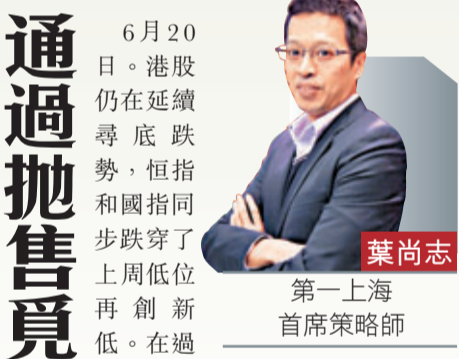 通過拋售覓
6月20
日。港股
仍在延續
尋底跌
勢，恒指
和國指同
步跌穿了
上周低位
再創新
低。在過
葉尚志
第一上海
首席策略師